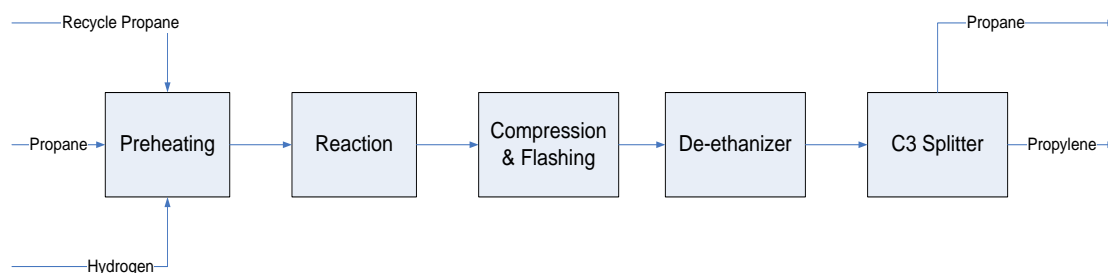 Recycle Propane
Propane
Propane
Preheating
Reaction
Compression
& Flashing
De-ethanizer
C3 Splitter
Propylene
Hydrogen